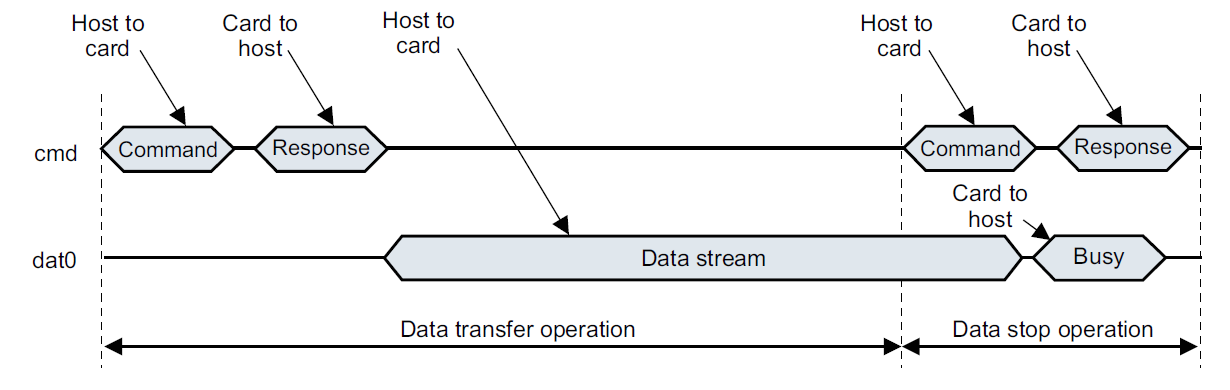 Host to
card
Card to
host
Host to
card
Host to
card
Card to
host
cmd
Command
Response
Command
Response
Card to
host
dat0
Data stream
Busy
Data transfer operation
Data stop operation